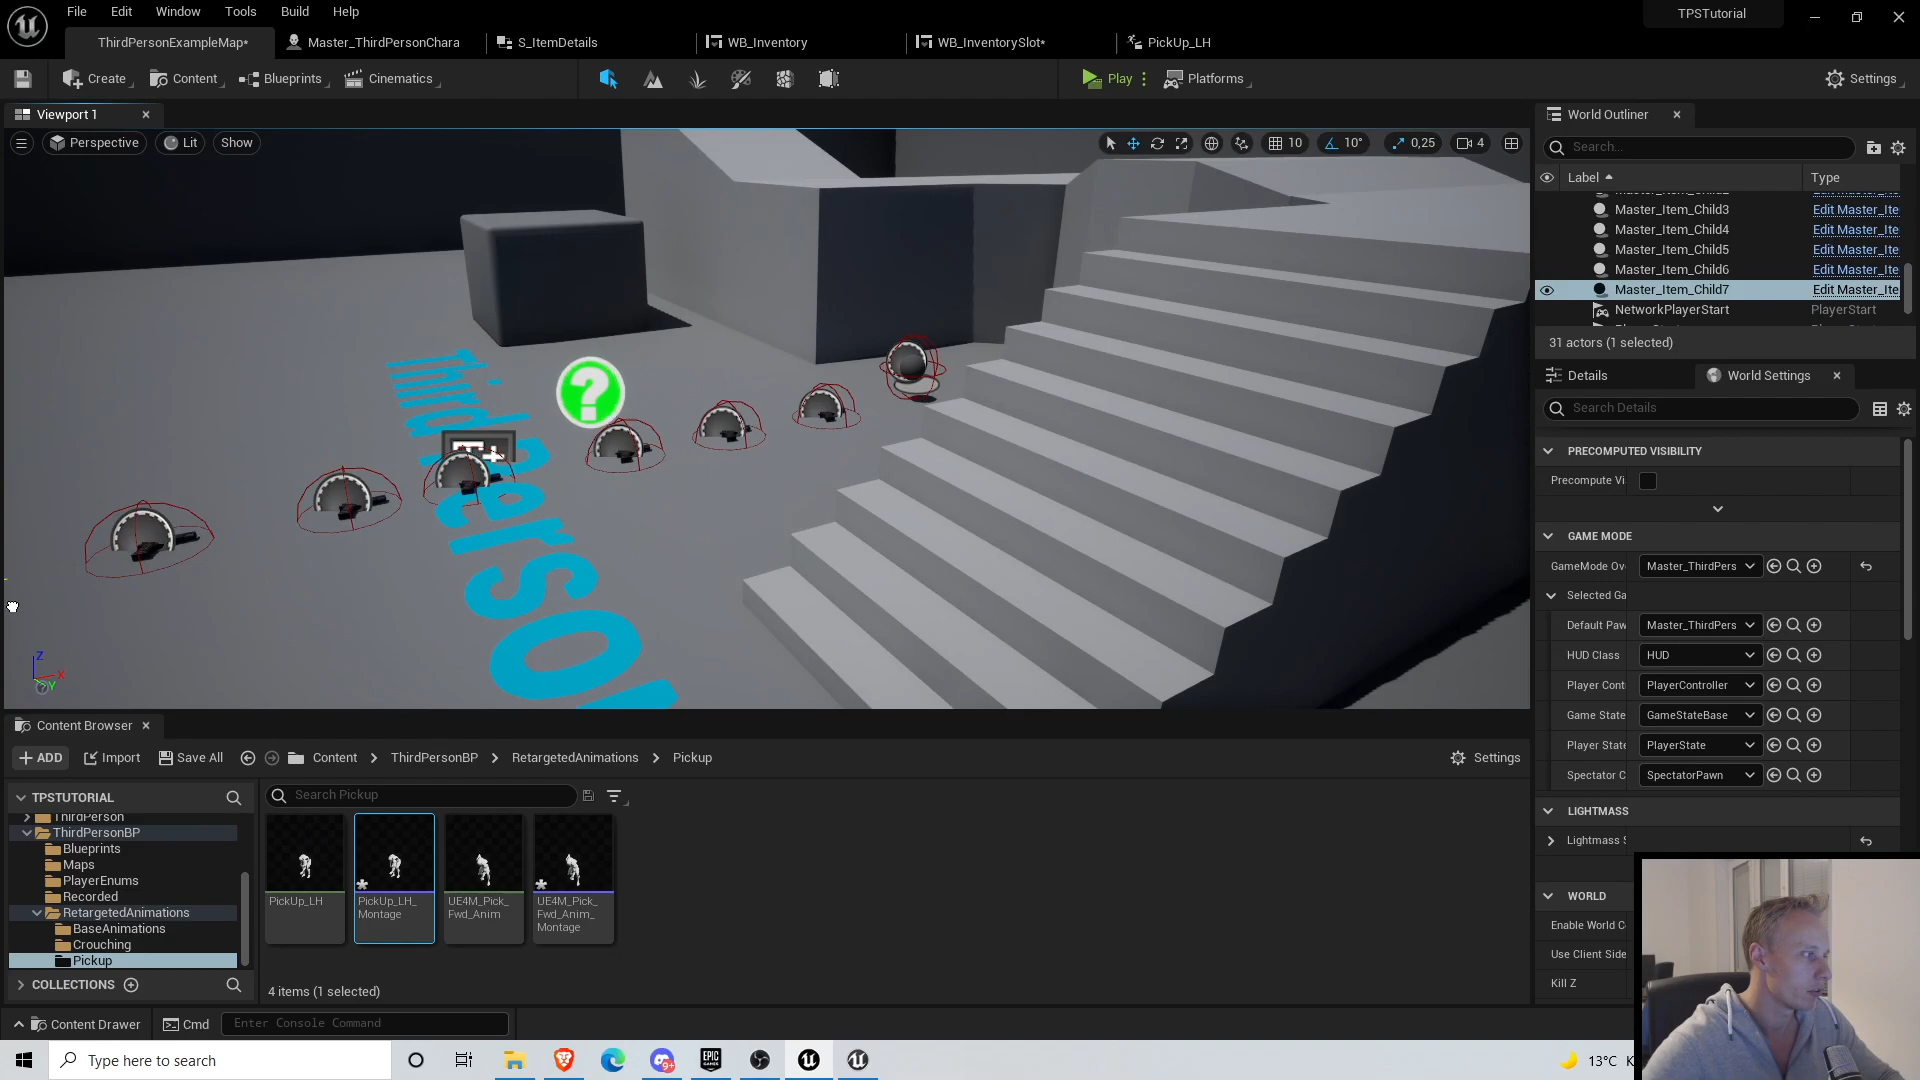 File Edit Window Tools Build Help
TPSTutorial
ThirdPersonExampleMap*
Master_ThirdPersonChara
S_ItemDetails
WB_Inventory
WB_InventorySlot*
PickUp_LH
Create
Content
Blueprints
Cinematics
Play
Platforms
Settings
Viewport 1
World Outliner
Perspective
Lit
Show
10
10°
0,25
4
Search...
Label
Type
Master_Item_Child3 Edit Master_Ite
Master_Item_Child4 Edit Master_Ite
Master_Item_Child5 Edit Master_Ite
Master_Item_Child6 Edit Master_Ite
Master_Item_Child7 Edit Master_Ite
NetworkPlayerStart PlayerStart
31 actors (1 selected)
Details
World Settings
Search Details
PRECOMPUTED VISIBILITY
Precompute Vi
GAME MODE
GameMode Ov Master_ThirdPers
Selected Ga
Default Paw Master_ThirdPers
HUD Class HUD
Player Cont PlayerController
Game State GameStateBase
Player State PlayerState
Spectator C SpectatorPawn
LIGHTMASS
Lightmass S
WORLD
Enable World C
Use Client Side
Kill Z
?
Z
X
Y
Content Browser
ADD
Import
Save All
Content
ThirdPersonBP
RetargetedAnimations
Pickup
Settings
TPSTUTORIAL
Search Pickup
ThirdPerson
ThirdPersonBP
Blueprints
Maps
PlayerEnums
Recorded
RetargetedAnimations
BaseAnimations
Crouching
Pickup
COLLECTIONS
PickUp_LH
PickUp_LH_
Montage
UE4M_Pick_
Fwd_Anim
UE4M_Pick_
Fwd_Anim_
Montage
4 items (1 selected)
Content Drawer
Cmd
Enter Console Command
Type here to search
9+
EPIC
GAMES
13°C K